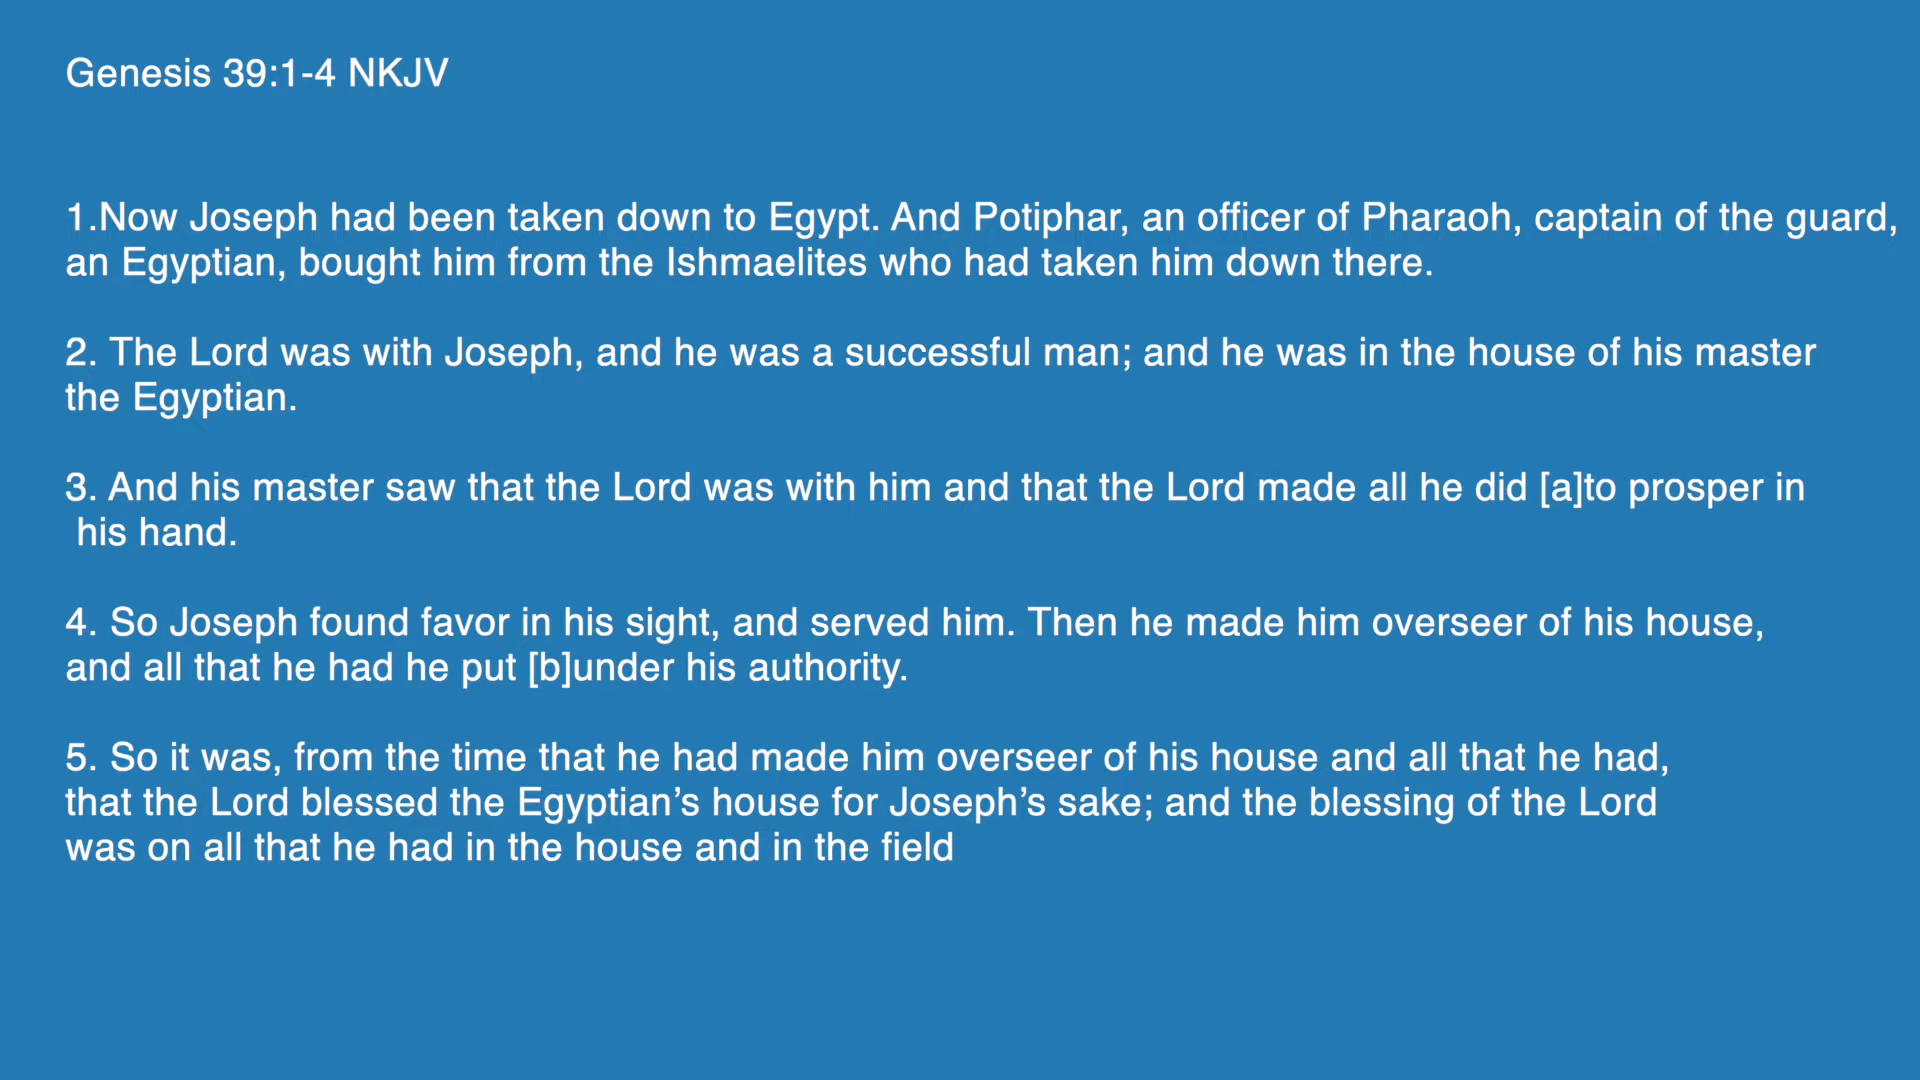 Genesis 39:1-4 NKJV
1.Now Joseph had been taken down to Egypt. And Potiphar, an officer of Pharaoh, captain of the guard,
an Egyptian, bought him from the Ishmaelites who had taken him down there.
2. The Lord was with Joseph, and he was a successful man; and he was in the house of his master
the Egyptian.
3. And his master saw that the Lord was with him and that the Lord made all he did [a]to prosper in
his hand.
4. So Joseph found favor in his sight, and served him. Then he made him overseer of his house,
and all that he had he put [b]under his authority.
5. So it was, from the time that he had made him overseer of his house and all that he had,
that the Lord blessed the Egyptian’s house for Joseph’s sake; and the blessing of the Lord
was on all that he had in the house and in the field